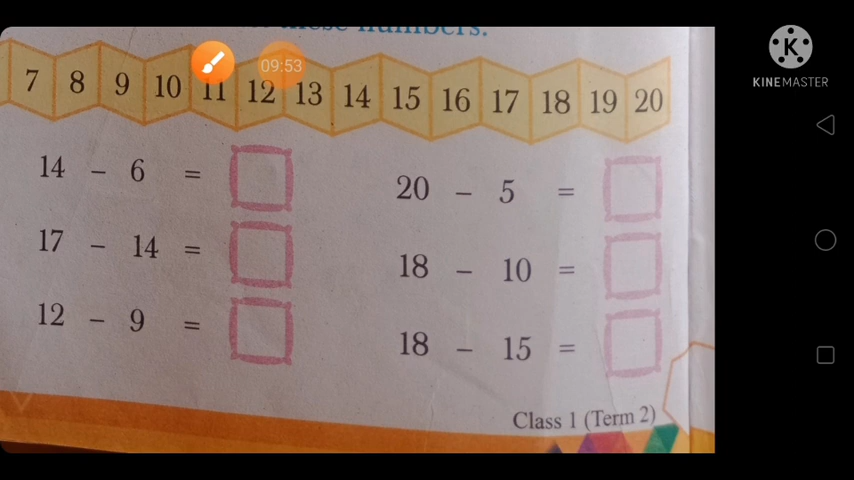 numbers.
7 8 9 10 11 12 13 14 15 16 17 18 19 20
09:53
14 – 6 =
17 – 14 =
12 – 9 =
20 – 5 =
18 – 10 =
18 – 15 =
Class 1 (Term 2)
K
KINEMASTER